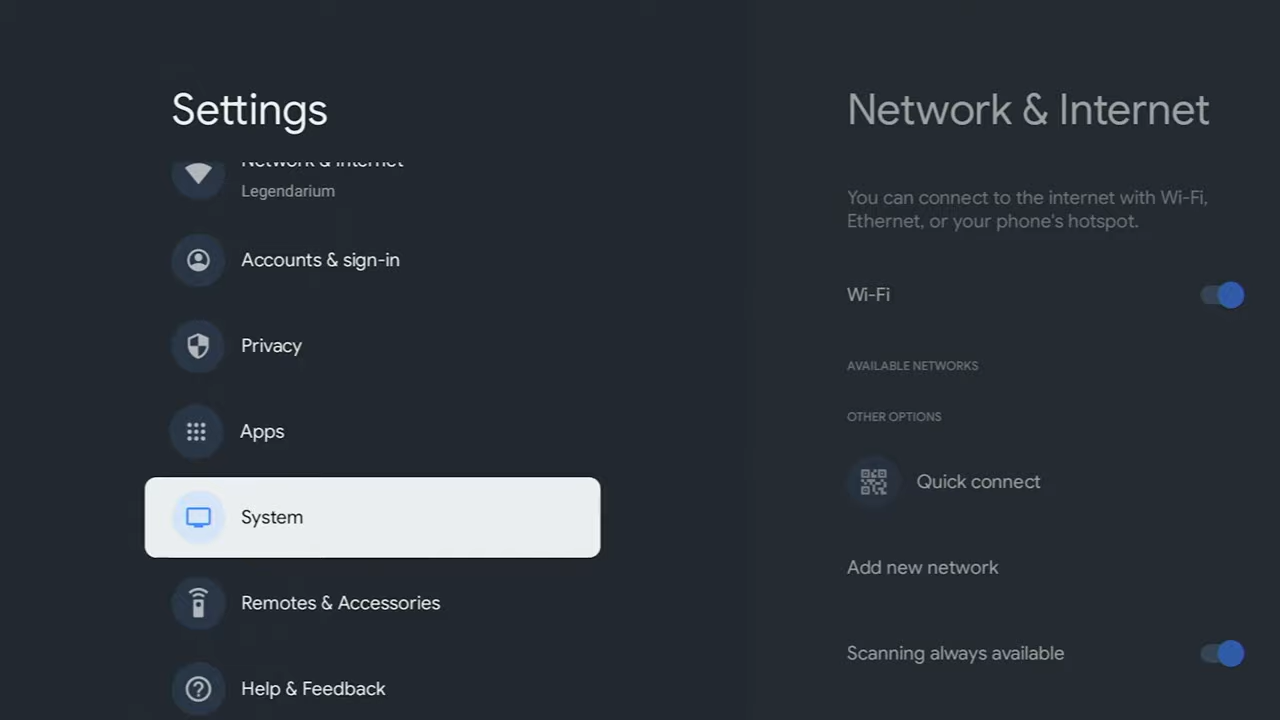 Settings
Network & Internet
Legendarium
Accounts & sign-in
Privacy
Apps
System
Remotes & Accessories
Help & Feedback
Network & Internet
You can connect to the internet with Wi-Fi,
Ethernet, or your phone's hotspot.
Wi-Fi
AVAILABLE NETWORKS
OTHER OPTIONS
Quick connect
Add new network
Scanning always available